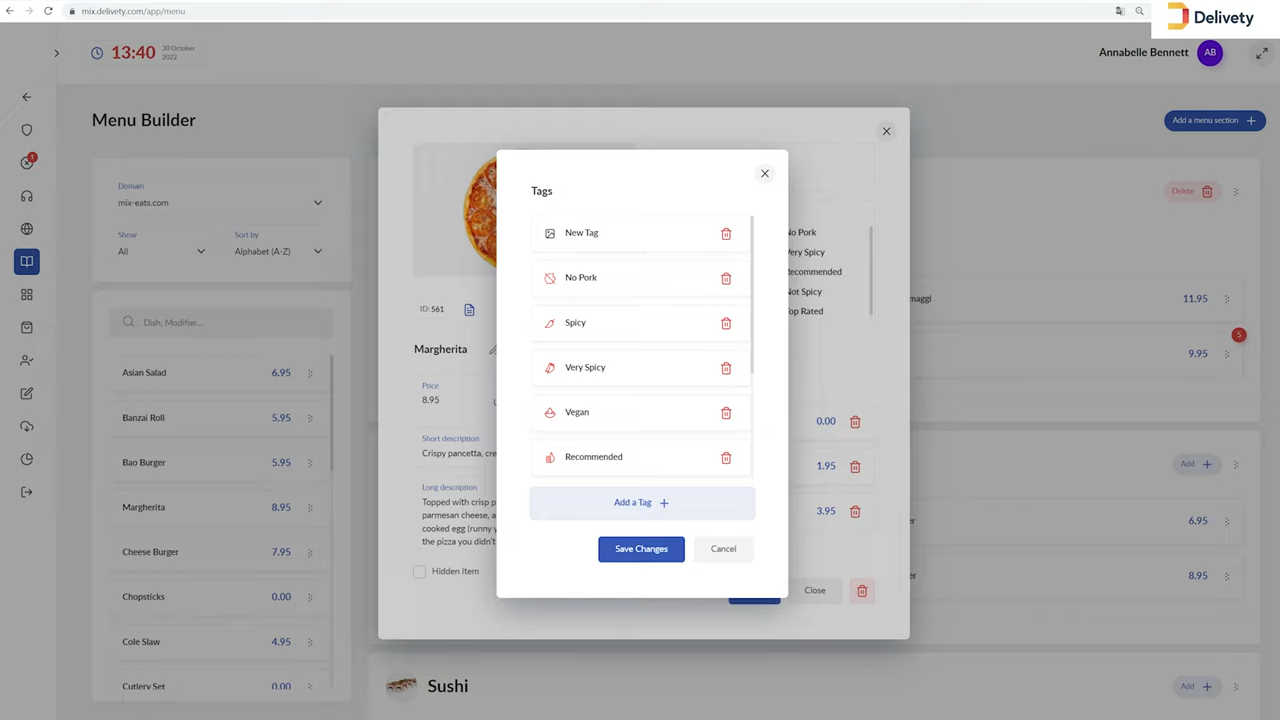 mix.delivety.com/app/menu
Delivety
13:40
30 October
2022
Annabelle Bennett
AB
1
Menu Builder
Add a menu section
Domain
mix-eats.com
Show
All
Sort by
Alphabet (A-Z)
Dish, Modifier...
Asian Salad 6.95
Banzai Roll 5.95
Bao Burger 5.95
Margherita 8.95
Cheese Burger 7.95
Chopsticks 0.00
Cole Slaw 4.95
Cutlery Set 0.00
ID: 561
Margherita
Price
8.95
Short description
Crispy pancetta, cre
Long description
Topped with crisp p
parmesan cheese, a
cooked egg (runny y
the pizza you didn't
Hidden Item
Tags
New Tag
No Pork
Spicy
Very Spicy
Vegan
Recommended
Add a Tag
Save Changes
Cancel
No Pork
Very Spicy
Recommended
Not Spicy
Top Rated
0.00
1.95
3.95
Close
Delete
maggi 11.95
5
9.95
Add
er 6.95
er 8.95
Sushi
Add